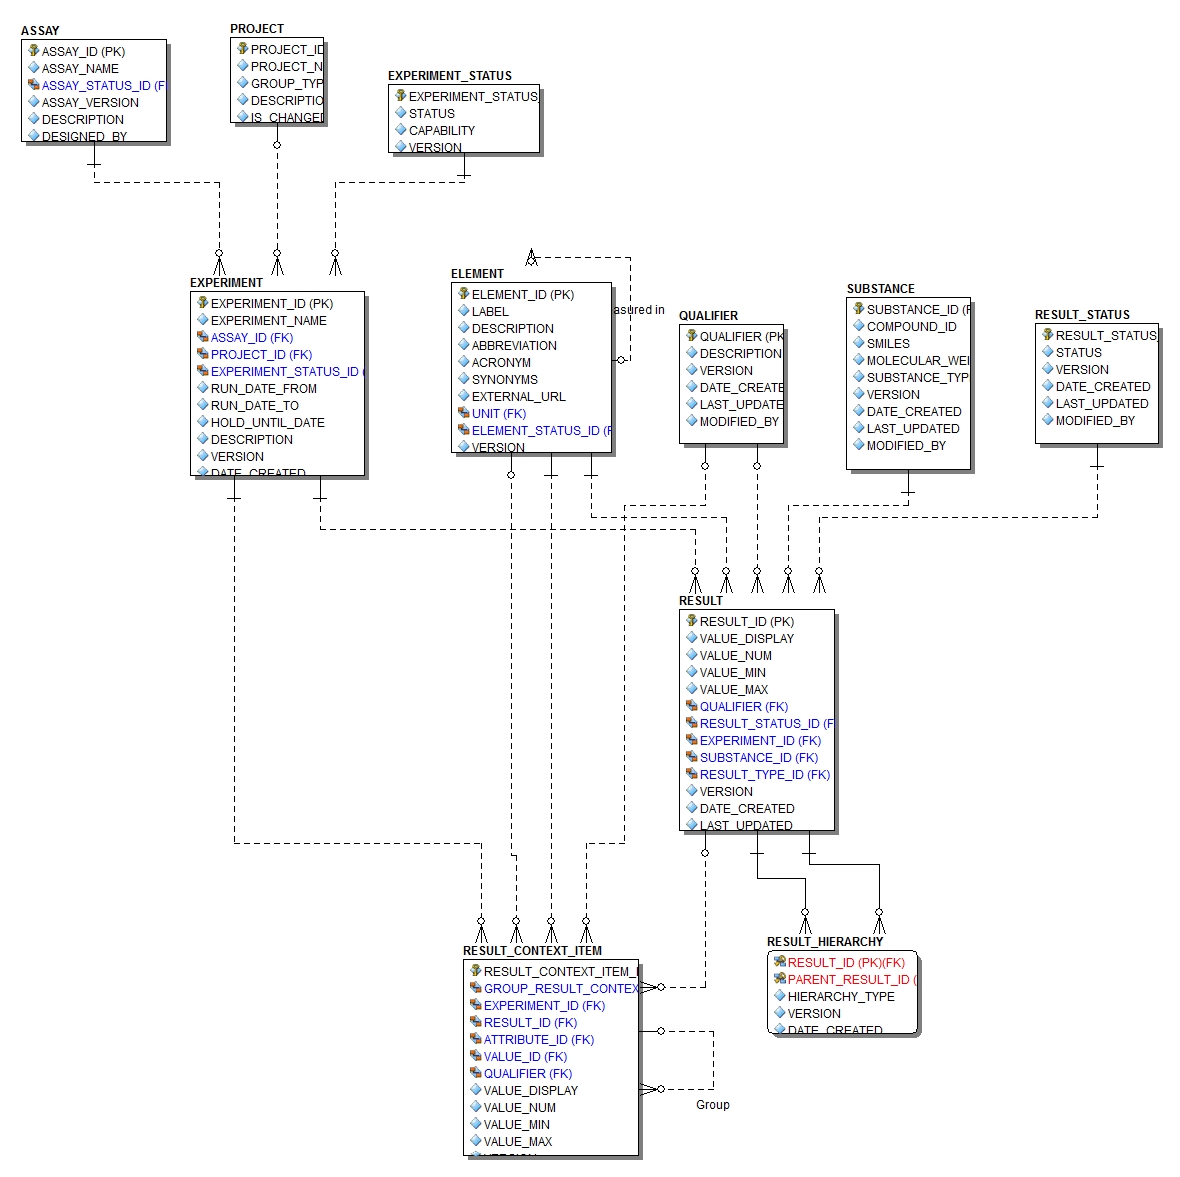 ASSAY
ASSAY_ID (PK)
ASSAY_NAME
ASSAY_STATUS_ID (F
ASSAY_VERSION
DESCRIPTION
DESIGNED_BY
PROJECT
PROJECT_ID
PROJECT_N
GROUP_TYP
DESCRIPTIO
IS_CHANGED
EXPERIMENT_STATUS
EXPERIMENT_STATUS_
STATUS
CAPABILITY
VERSION
EXPERIMENT
EXPERIMENT_ID (PK)
EXPERIMENT_NAME
ASSAY_ID (FK)
PROJECT_ID (FK)
EXPERIMENT_STATUS_ID (
RUN_DATE_FROM
RUN_DATE_TO
HOLD_UNTIL_DATE
DESCRIPTION
VERSION
DATE_CREATED
ELEMENT
ELEMENT_ID (PK)
LABEL
DESCRIPTION
ABBREVIATION
ACRONYM
SYNONYMS
EXTERNAL_URL
UNIT (FK)
ELEMENT_STATUS_ID (F
VERSION
asured in
QUALIFIER
QUALIFIER (PK
DESCRIPTION
VERSION
DATE_CREATE
LAST_UPDATE
MODIFIED_BY
SUBSTANCE
SUBSTANCE_ID (P
COMPOUND_ID
SMILES
MOLECULAR_WEI
SUBSTANCE_TYP
VERSION
DATE_CREATED
LAST_UPDATED
MODIFIED_BY
RESULT_STATUS
RESULT_STATUS_
STATUS
VERSION
DATE_CREATED
LAST_UPDATED
MODIFIED_BY
RESULT
RESULT_ID (PK)
VALUE_DISPLAY
VALUE_NUM
VALUE_MIN
VALUE_MAX
QUALIFIER (FK)
RESULT_STATUS_ID (F
EXPERIMENT_ID (FK)
SUBSTANCE_ID (FK)
RESULT_TYPE_ID (FK)
VERSION
DATE_CREATED
LAST_UPDATED
RESULT_CONTEXT_ITEM
RESULT_CONTEXT_ITEM_I
GROUP_RESULT_CONTEX
EXPERIMENT_ID (FK)
RESULT_ID (FK)
ATTRIBUTE_ID (FK)
VALUE_ID (FK)
QUALIFIER (FK)
VALUE_DISPLAY
VALUE_NUM
VALUE_MIN
VALUE_MAX
Group
RESULT_HIERARCHY
RESULT_ID (PK)(FK)
PARENT_RESULT_ID (
HIERARCHY_TYPE
VERSION
DATE_CREATED